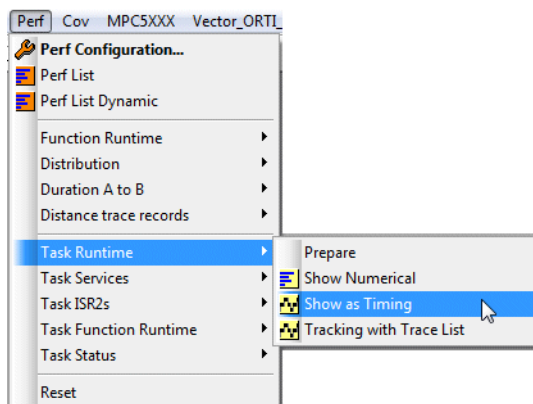 Perf Cov MPC5XXX Vector_ORTI_
Perf Configuration...
Perf List
Perf List Dynamic
Function Runtime
Distribution
Duration A to B
Distance trace records
Task Runtime
Prepare
Task Services
Show Numerical
Task ISR2s
Show as Timing
Task Function Runtime
Tracking with Trace List
Task Status
Reset